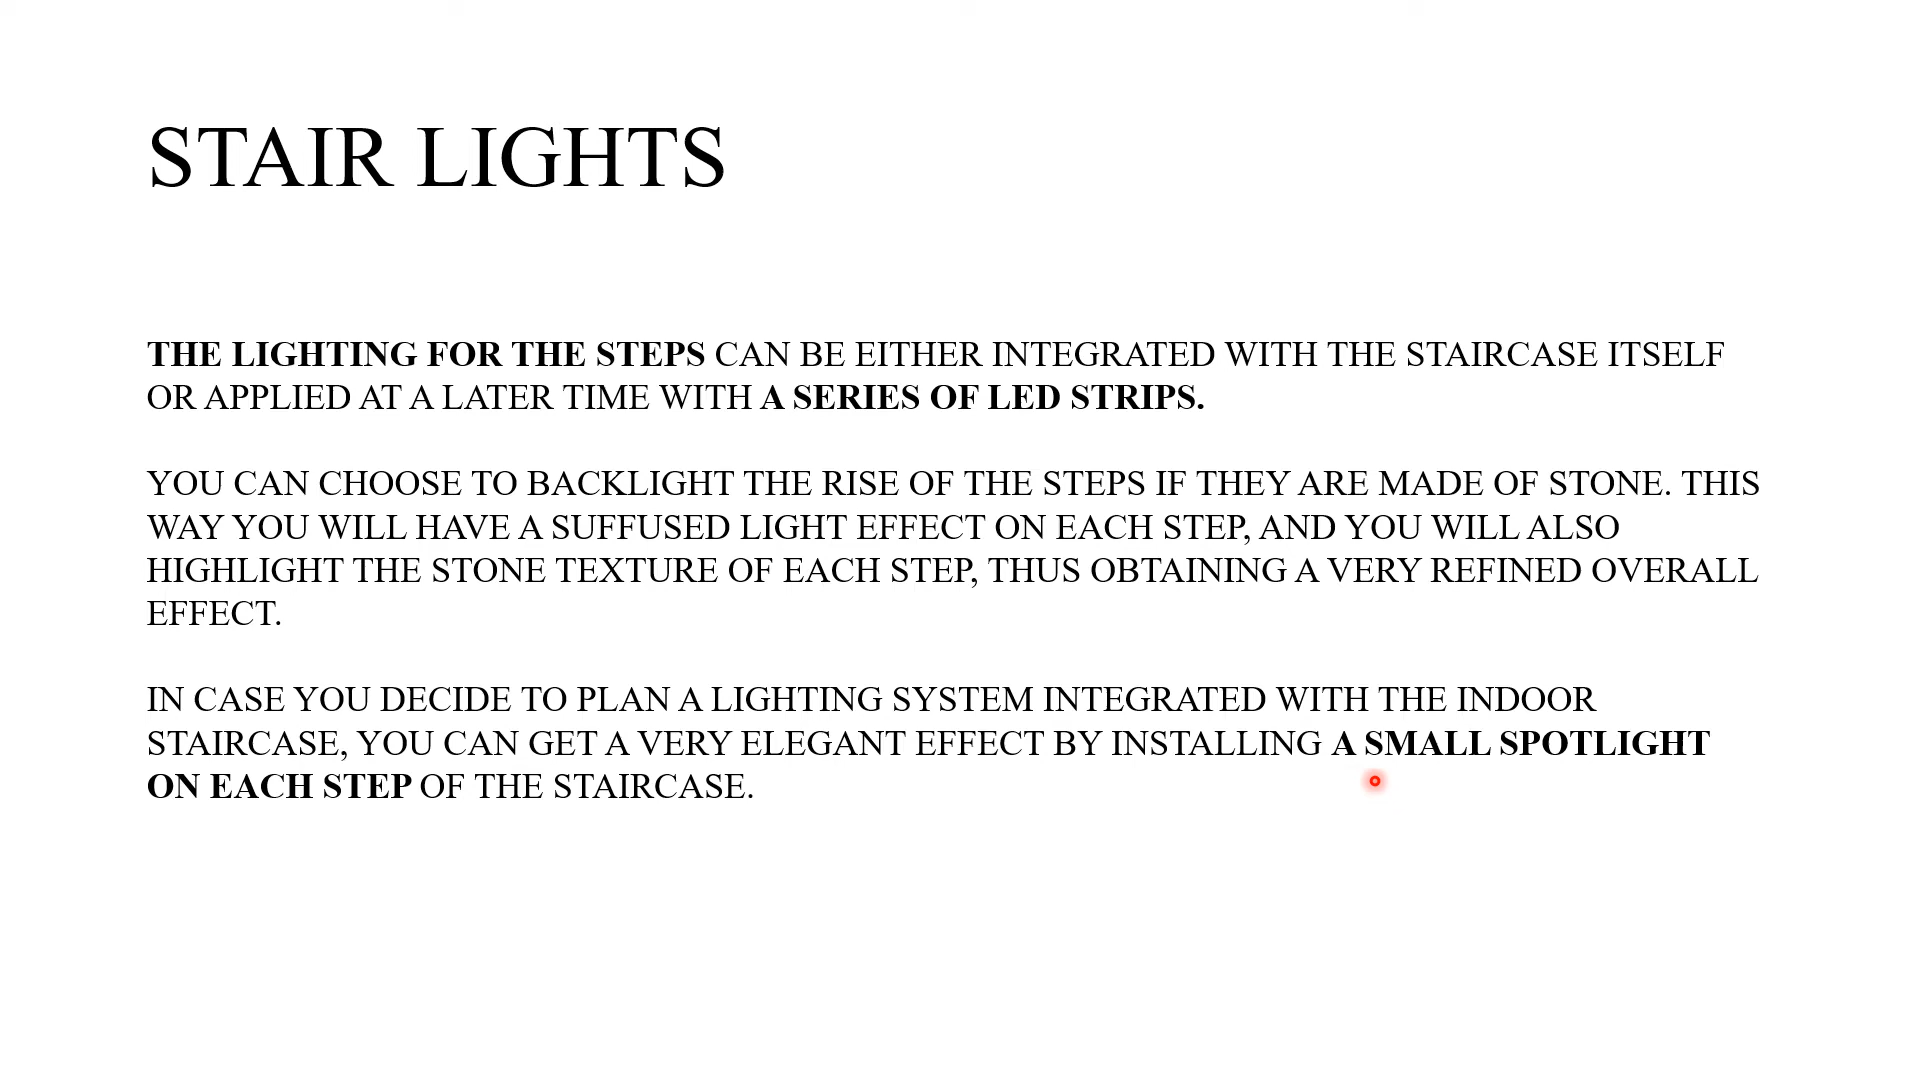 STAIR LIGHTS
THE LIGHTING FOR THE STEPS CAN BE EITHER INTEGRATED WITH THE STAIRCASE ITSELF
OR APPLIED AT A LATER TIME WITH A SERIES OF LED STRIPS.
YOU CAN CHOOSE TO BACKLIGHT THE RISE OF THE STEPS IF THEY ARE MADE OF STONE. THIS
WAY YOU WILL HAVE A SUFFUSED LIGHT EFFECT ON EACH STEP, AND YOU WILL ALSO
HIGHLIGHT THE STONE TEXTURE OF EACH STEP, THUS OBTAINING A VERY REFINED OVERALL
EFFECT.
IN CASE YOU DECIDE TO PLAN A LIGHTING SYSTEM INTEGRATED WITH THE INDOOR
STAIRCASE, YOU CAN GET A VERY ELEGANT EFFECT BY INSTALLING A SMALL SPOTLIGHT
ON EACH STEP OF THE STAIRCASE.